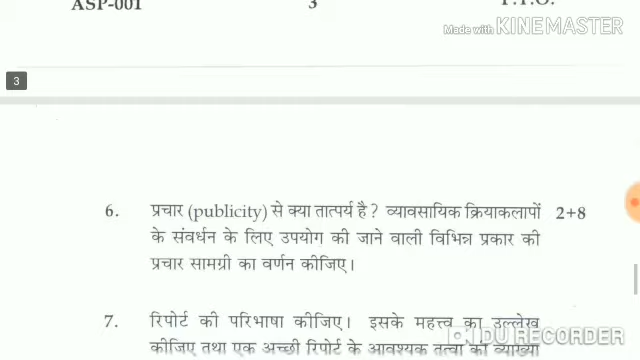 ASP-001 3 P.T.O.
Made with KINEMASTER
3
6. प्रचार (publicity) से क्या तात्पर्य है ? व्यावसायिक क्रियाकलापों 2+8
के संवर्धन के लिए उपयोग की जाने वाली विभिन्न प्रकार की
प्रचार सामग्री का वर्णन कीजिए।
7. रिपोर्ट की परिभाषा कीजिए। इसके महत्त्व का उल्लेख
कीजिए तथा एक अच्छी रिपोर्ट के आवश्यक तत्वों की व्याख्या
DU RECORDER